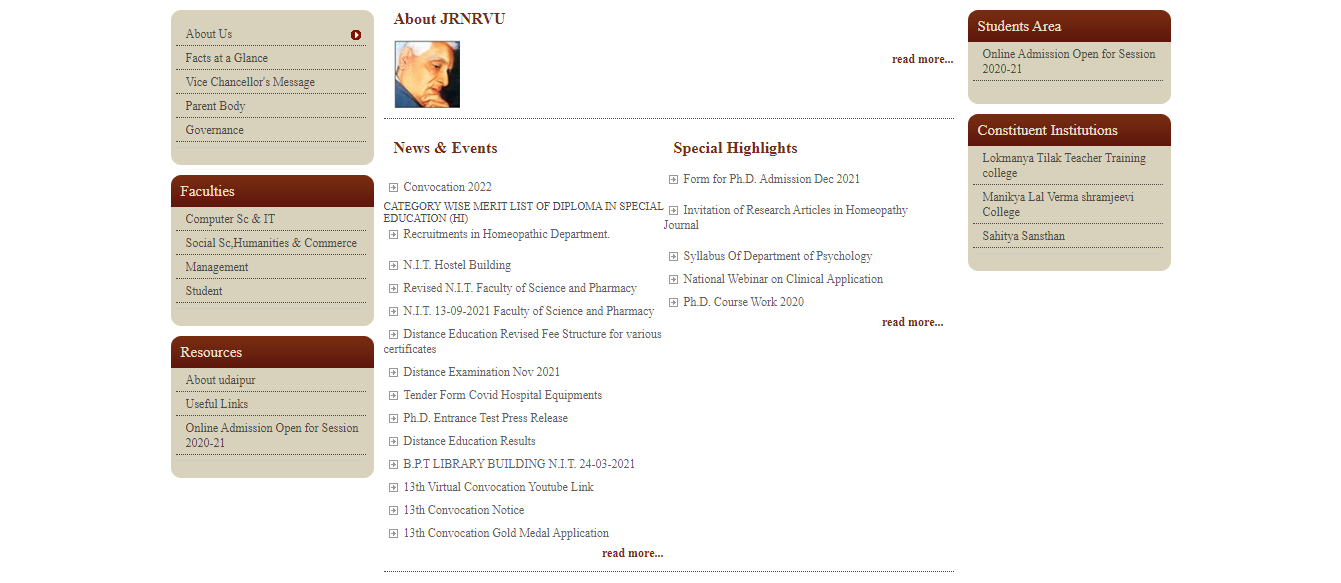 About Us
Facts at a Glance
Vice Chancellor's Message
Parent Body
Governance
Faculties
Computer Sc & IT
Social Sc,Humanities & Commerce
Management
Student
Resources
About udaipur
Useful Links
Online Admission Open for Session
2020-21
About JRNRVU
read more...
News & Events
Convocation 2022
CATEGORY WISE MERIT LIST OF DIPLOMA IN SPECIAL
EDUCATION (HI)
Recruitments in Homeopathic Department.
N.I.T. Hostel Building
Revised N.I.T. Faculty of Science and Pharmacy
N.I.T. 13-09-2021 Faculty of Science and Pharmacy
Distance Education Revised Fee Structure for various
certificates
Distance Examination Nov 2021
Tender Form Covid Hospital Equipments
Ph.D. Entrance Test Press Release
Distance Education Results
B.P.T LIBRARY BUILDING N.I.T. 24-03-2021
13th Virtual Convocation Youtube Link
13th Convocation Notice
13th Convocation Gold Medal Application
read more...
Special Highlights
Form for Ph.D. Admission Dec 2021
Invitation of Research Articles in Homeopathy
Journal
Syllabus Of Department of Psychology
National Webinar on Clinical Application
Ph.D. Course Work 2020
read more...
Students Area
Online Admission Open for Session
2020-21
Constituent Institutions
Lokmanya Tilak Teacher Training
college
Manikya Lal Verma shramjeevi
College
Sahitya Sansthan